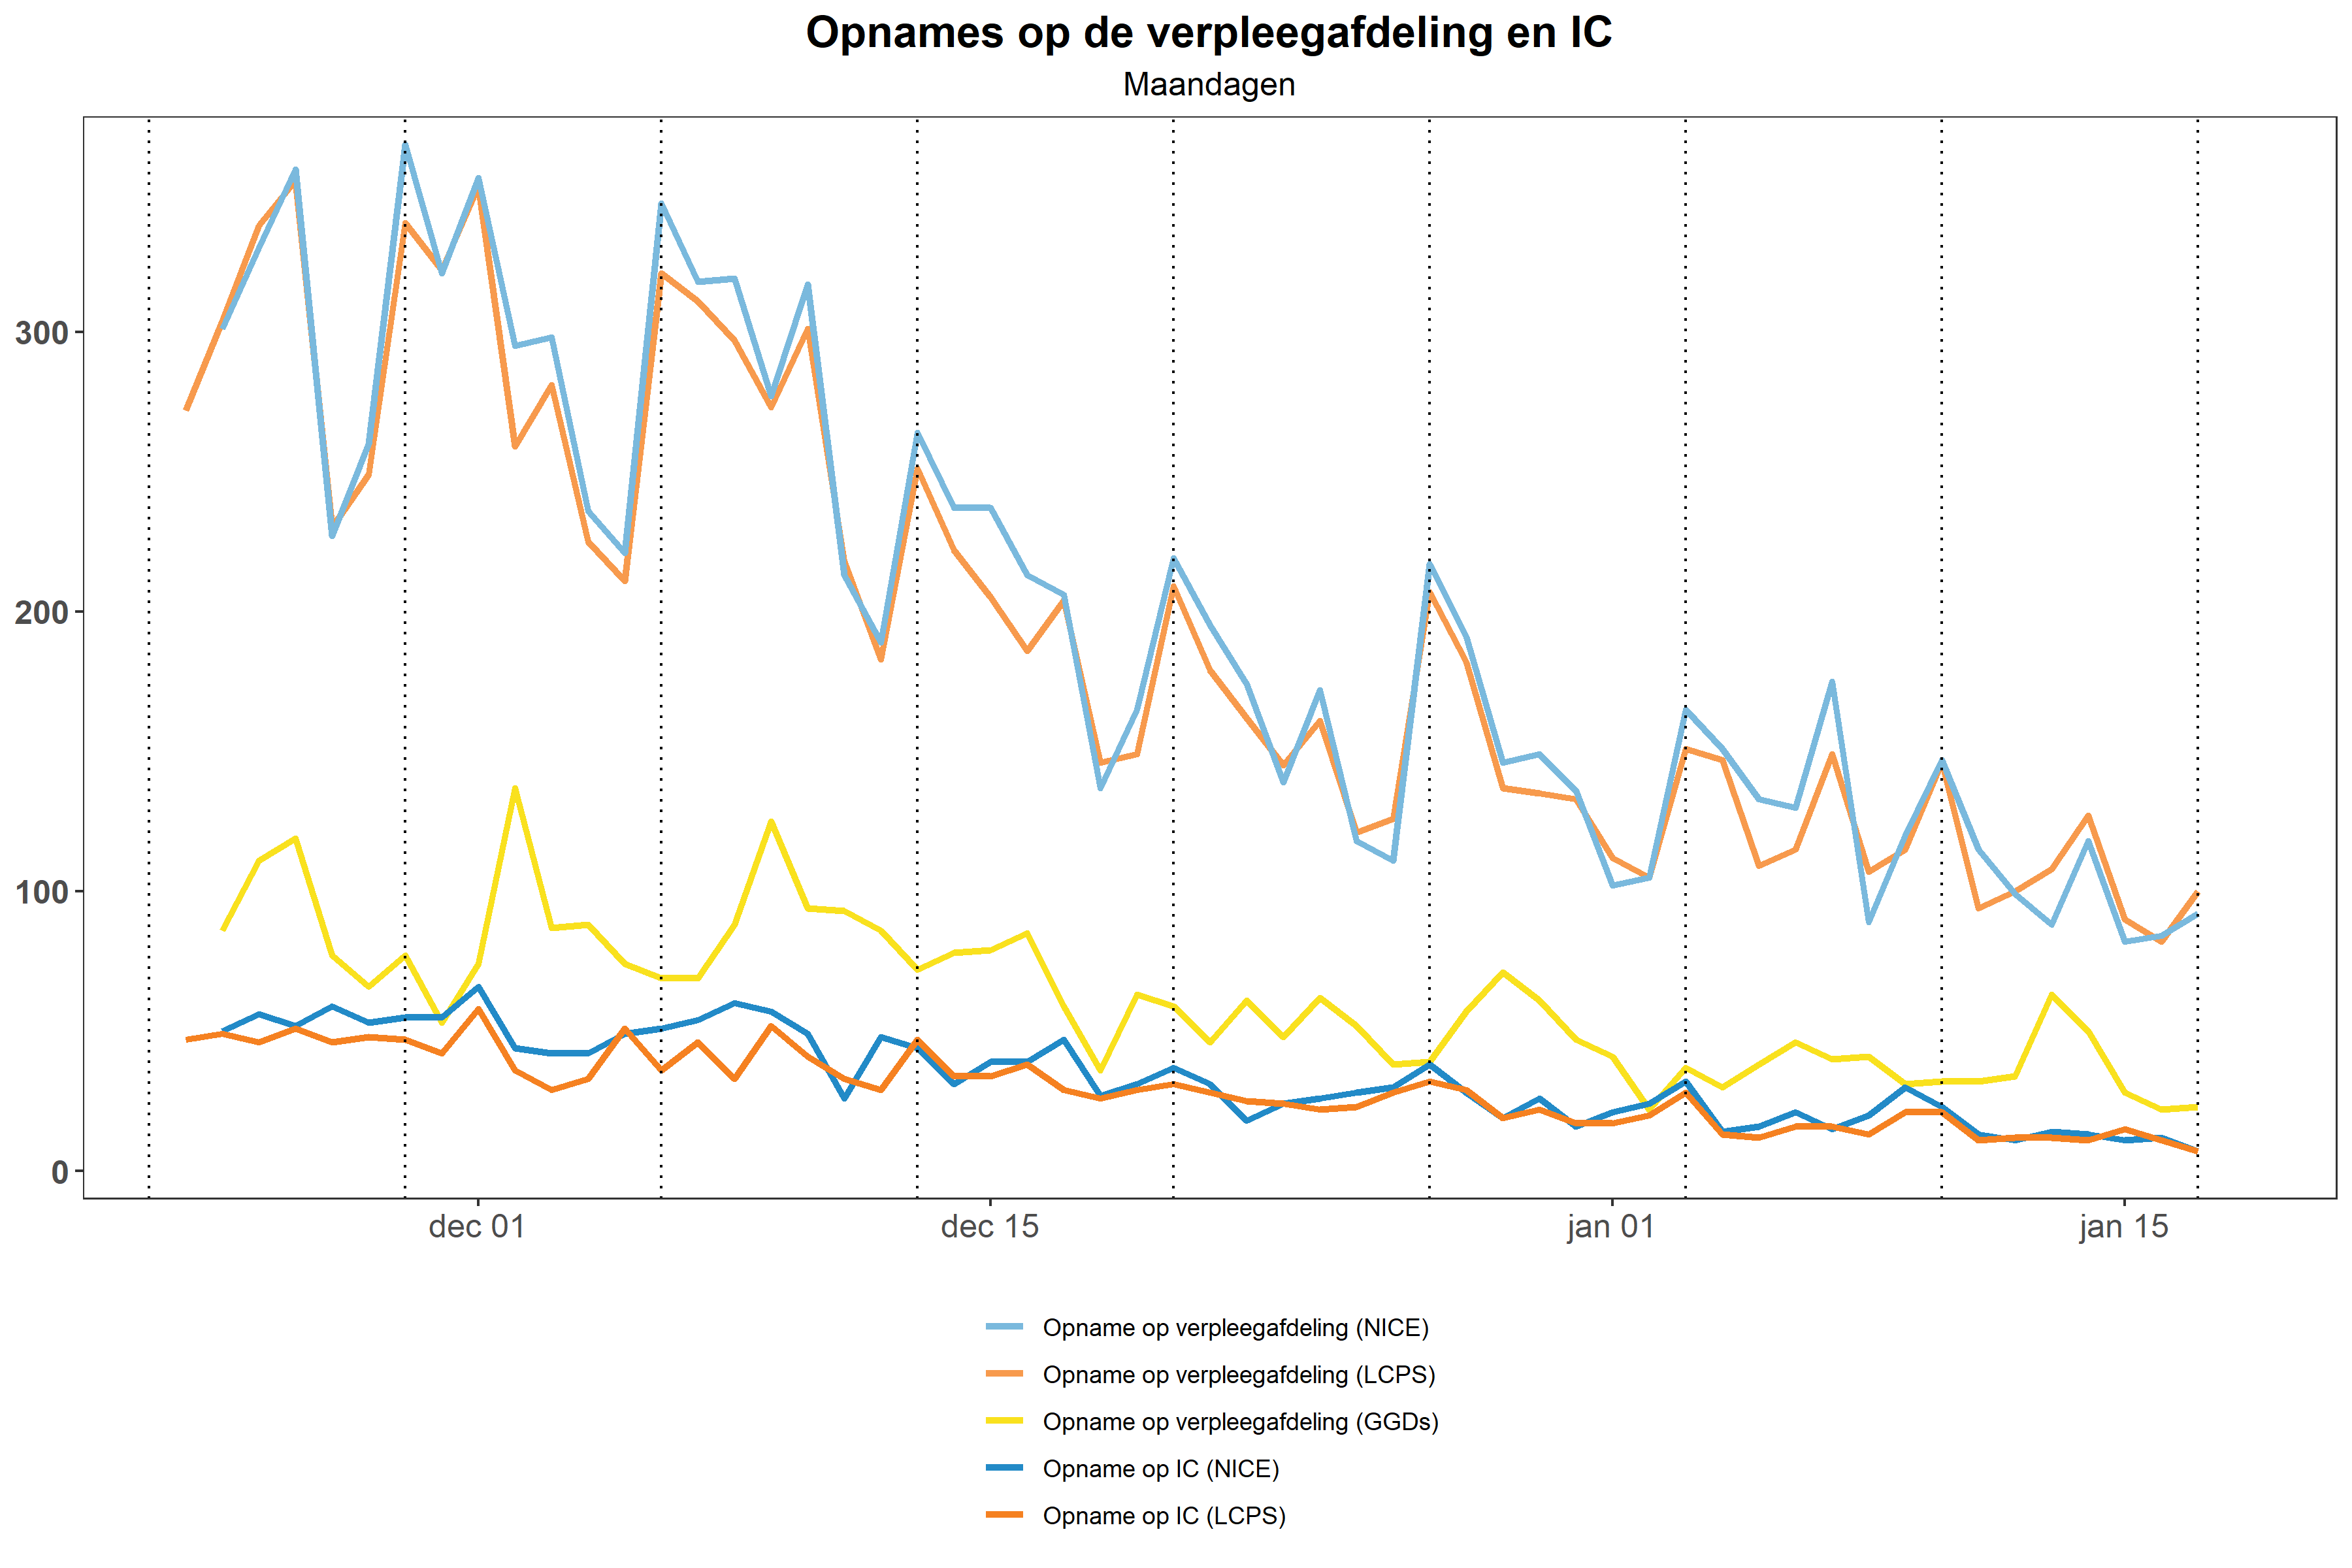 Opnames op de verpleegafdeling en IC
Maandagen
300
200
100
0
dec 01
dec 15
jan 01
jan 15
Opname op verpleegafdeling (NICE)
Opname op verpleegafdeling (LCPS)
Opname op verpleegafdeling (GGDs)
Opname op IC (NICE)
Opname op IC (LCPS)